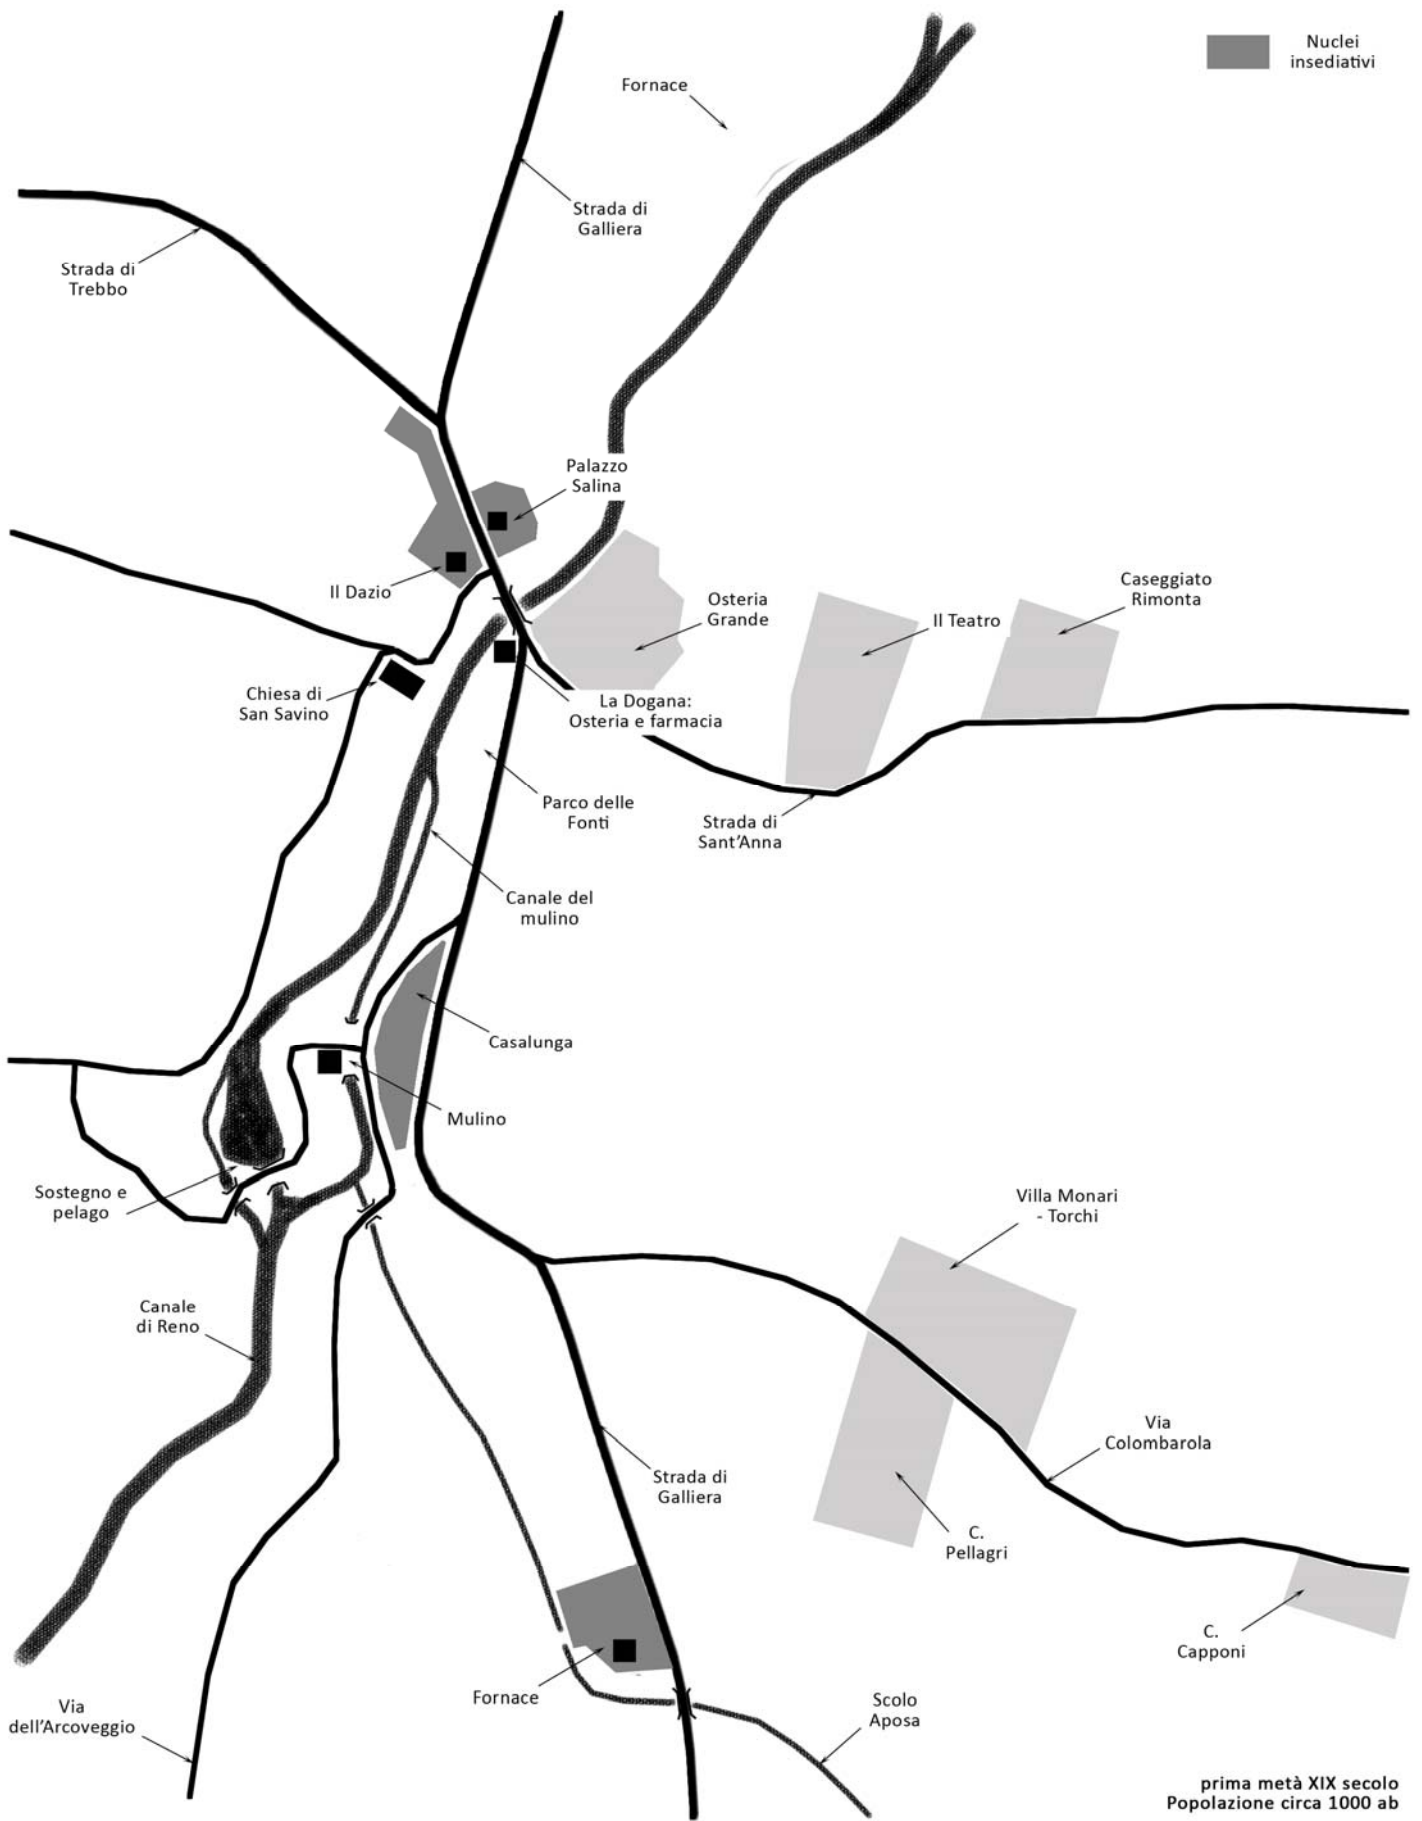 Nuclei
insediativi
Fornace
Strada di
Galliera
Strada di
Trebbo
Palazzo
Salina
Il Dazio
Osteria
Grande
Il Teatro
Caseggiato
Rimonta
Chiesa di
San Savino
La Dogana:
Osteria e farmacia
Parco delle
Fonti
Strada di
Sant'Anna
Canale del
mulino
Casalunga
Mulino
Sostegno e
pelago
Villa Monari
- Torchi
Canale
di Reno
Via
Colombarola
Strada di
Galliera
C.
Pellagri
C.
Capponi
Fornace
Via
dell'Arcoveggio
Scolo
Aposa
prima metà XIX secolo
Popolazione circa 1000 ab